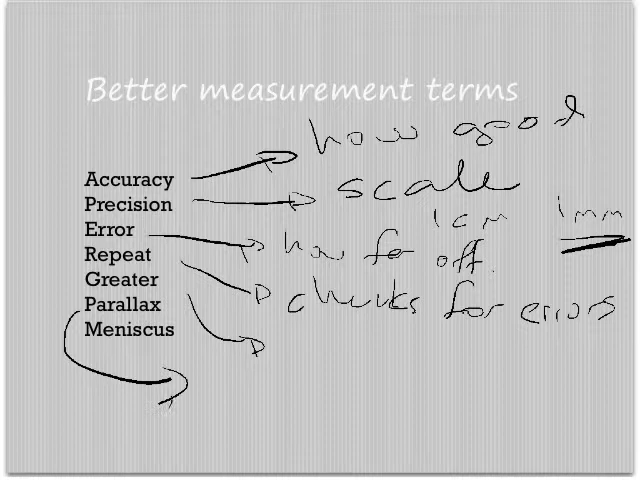 Better measurement terms
how good
Accuracy
scale
Precision
1cm 1mm
Error
how far off.
Repeat
checks for errors
Greater
Parallax
Meniscus